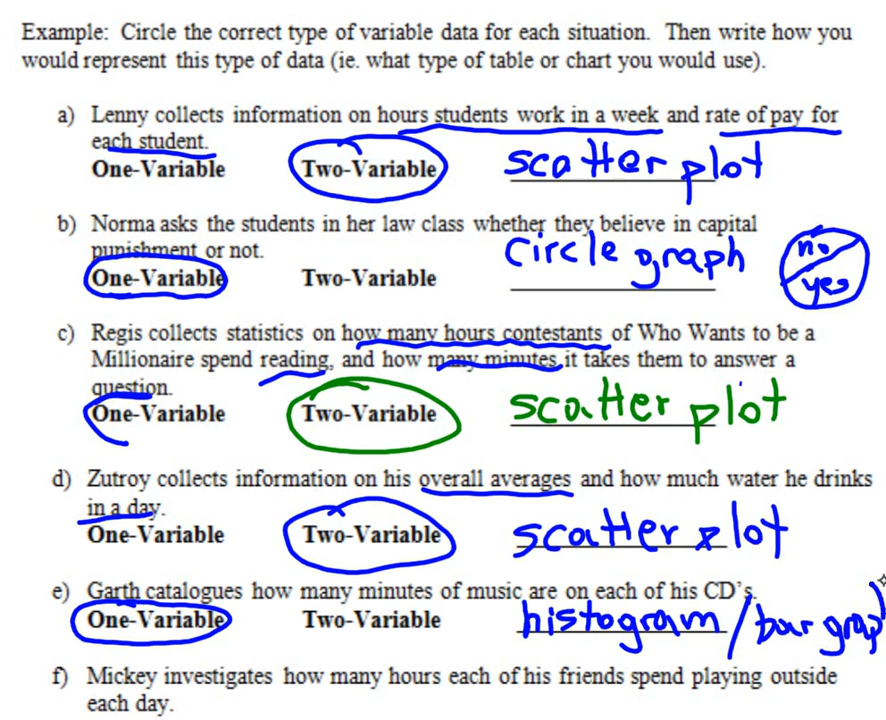 Example: Circle the correct type of variable data for each situation. Then write how you
would represent this type of data (ie. what type of table or chart you would use).
a) Lenny collects information on hours students work in a week and rate of pay for
each student.
One-Variable Two-Variable scatter plot
b) Norma asks the students in her law class whether they believe in capital
punishment or not.
One-Variable Two-Variable circle graph no yes
c) Regis collects statistics on how many hours contestants of Who Wants to be a
Millionaire spend reading, and how many minutes it takes them to answer a
question.
One-Variable Two-Variable scatter plot
d) Zutroy collects information on his overall averages and how much water he drinks
in a day.
One-Variable Two-Variable scatter plot
e) Garth catalogues how many minutes of music are on each of his CD's.
One-Variable Two-Variable histogram/bar graph
f) Mickey investigates how many hours each of his friends spend playing outside
each day.